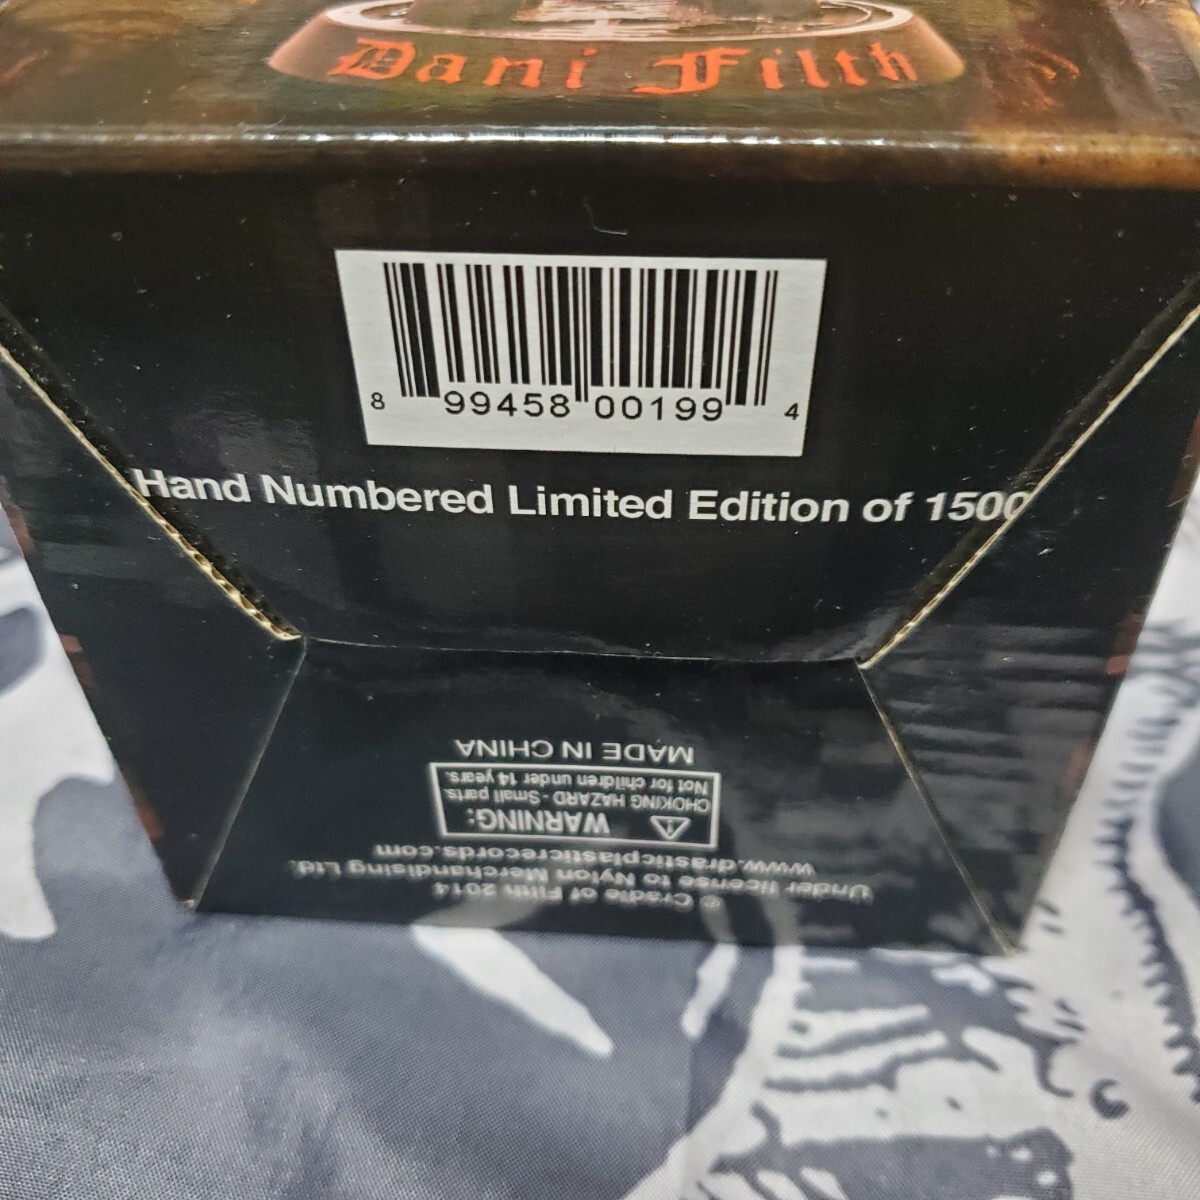 Dani Filth
8 99458 00199 4
Hand Numbered Limited Edition of 1500
© Cradle of Filth 2014
Under license to Nylon Merchandising Ltd.
www.drasticplasticrecords.com
WARNING:
CHOKING HAZARD - Small parts.
Not for children under 14 years.
MADE IN CHINA